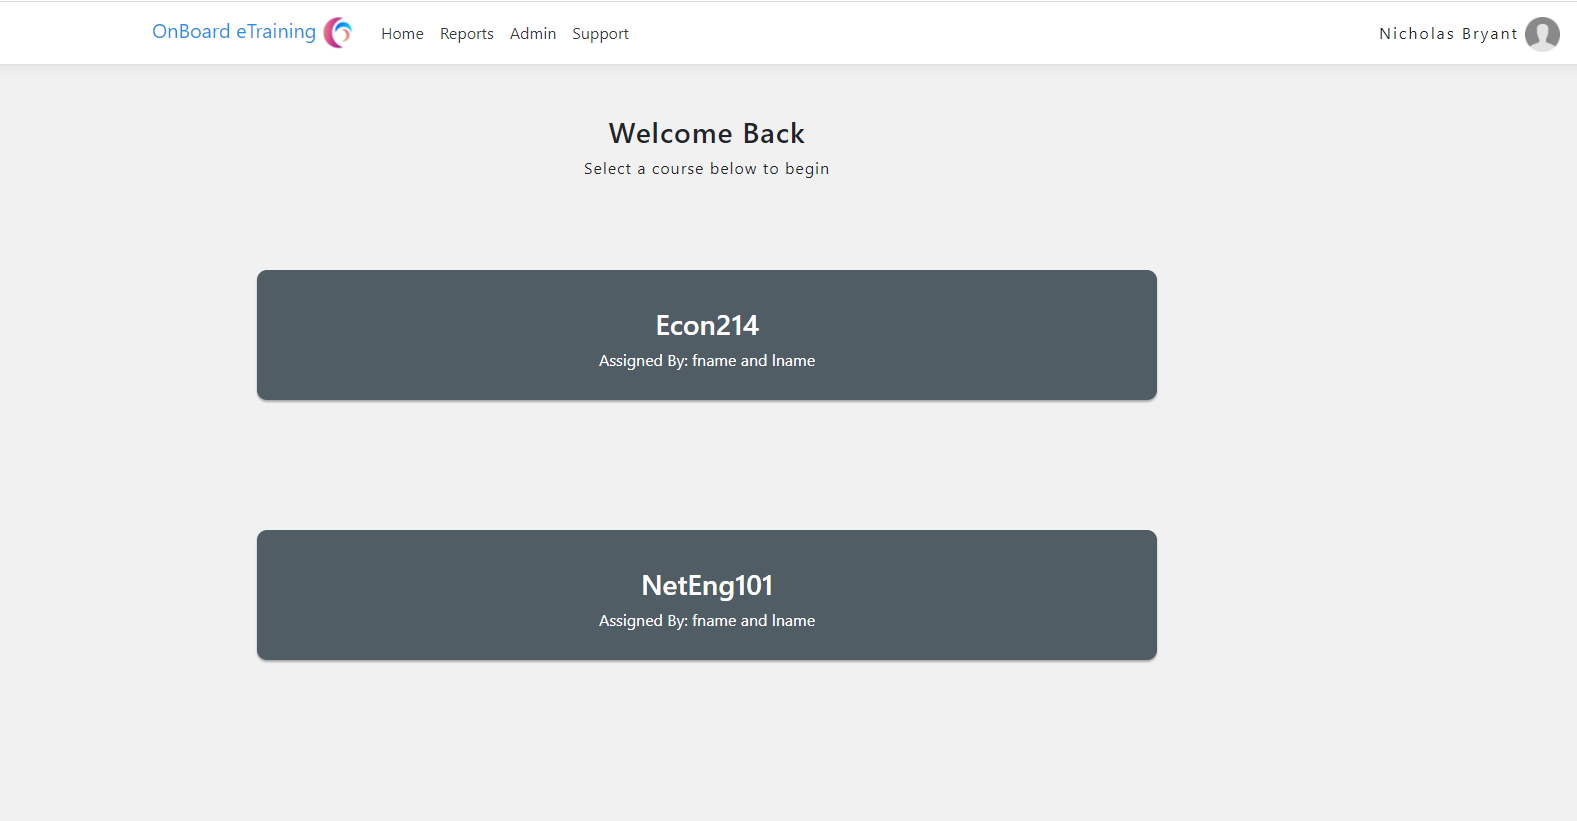 OnBoard eTraining Home Reports Admin Support Nicholas Bryant
Welcome Back
Select a course below to begin
Econ214
Assigned By: fname and lname
NetEng101
Assigned By: fname and lname